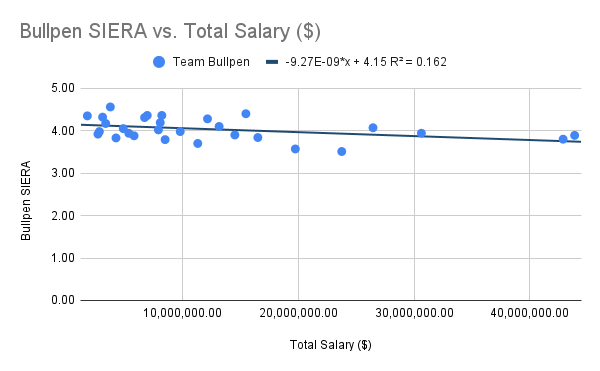 Bullpen SIERA vs. Total Salary ($)
Team Bullpen -9.27E-09*x + 4.15 R² = 0.162
5.00
4.00
3.00
2.00
1.00
0.00
Bullpen SIERA
10,000,000.00 20,000,000.00 30,000,000.00 40,000,000.00
Total Salary ($)